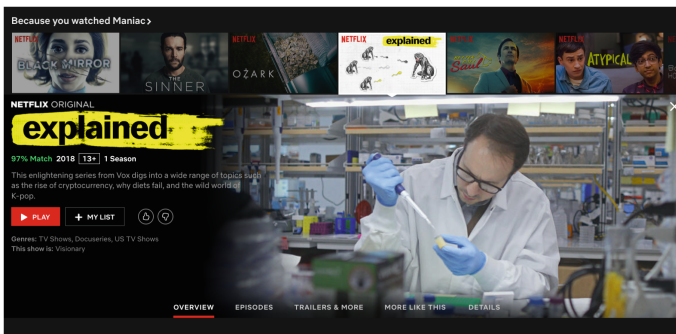 Because you watched Maniac >
NETFLIX
BLACK MIRROR
THE
SINNER
NETFLIX
OZARK
NETFLIX
explained
NETFLIX
Saul
NETFLIX
ATYPICAL
NETFLIX ORIGINAL
explained
97% Match 2018 13+ 1 Season
This enlightening series from Vox digs into a wide range of topics such
as the rise of cryptocurrency, why diets fail, and the wild world of
K-pop.
PLAY
+ MY LIST
Genres: TV Shows, Docuseries, US TV Shows
This show is: Visionary
OVERVIEW EPISODES TRAILERS & MORE MORE LIKE THIS DETAILS